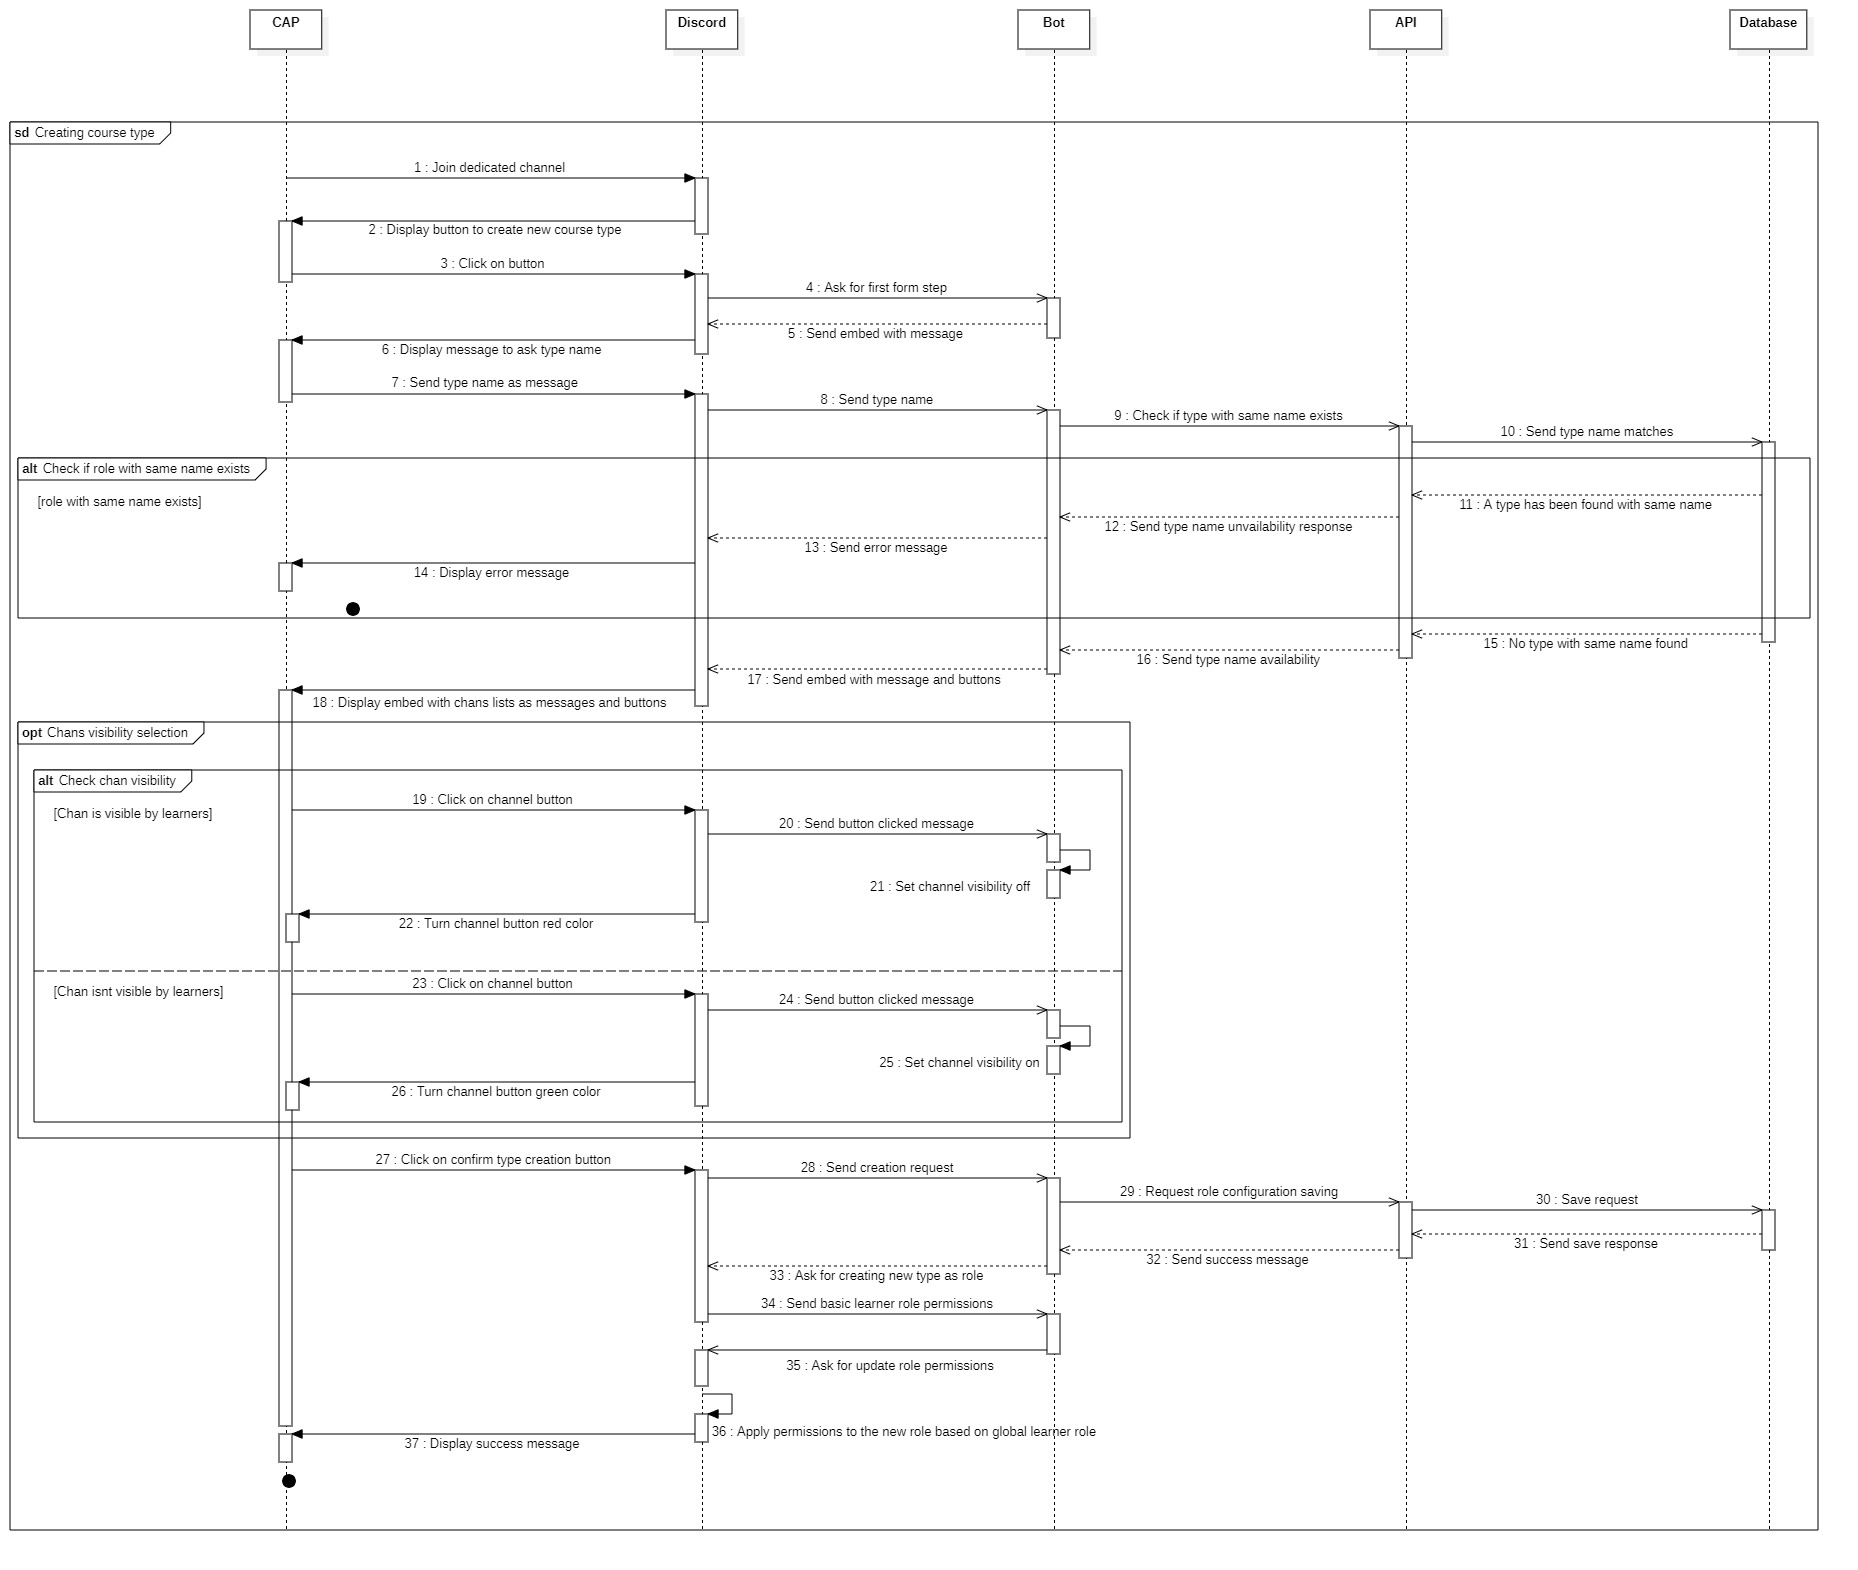 CAP
Discord
Bot
API
Database
sd Creating course type
1 : Join dedicated channel
2 : Display button to create new course type
3 : Click on button
4 : Ask for first form step
5 : Send embed with message
6 : Display message to ask type name
7 : Send type name as message
8 : Send type name
9 : Check if type with same name exists
10 : Send type name matches
alt Check if role with same name exists
[role with same name exists]
11 : A type has been found with same name
12 : Send type name unvailability response
13 : Send error message
14 : Display error message
15 : No type with same name found
16 : Send type name availability
17 : Send embed with message and buttons
18 : Display embed with chans lists as messages and buttons
opt Chans visibility selection
alt Check chan visibility
[Chan is visible by learners]
19 : Click on channel button
20 : Send button clicked message
21 : Set channel visibility off
22 : Turn channel button red color
[Chan isnt visible by learners]
23 : Click on channel button
24 : Send button clicked message
25 : Set channel visibility on
26 : Turn channel button green color
27 : Click on confirm type creation button
28 : Send creation request
29 : Request role configuration saving
30 : Save request
31 : Send save response
32 : Send success message
33 : Ask for creating new type as role
34 : Send basic learner role permissions
35 : Ask for update role permissions
36 : Apply permissions to the new role based on global learner role
37 : Display success message